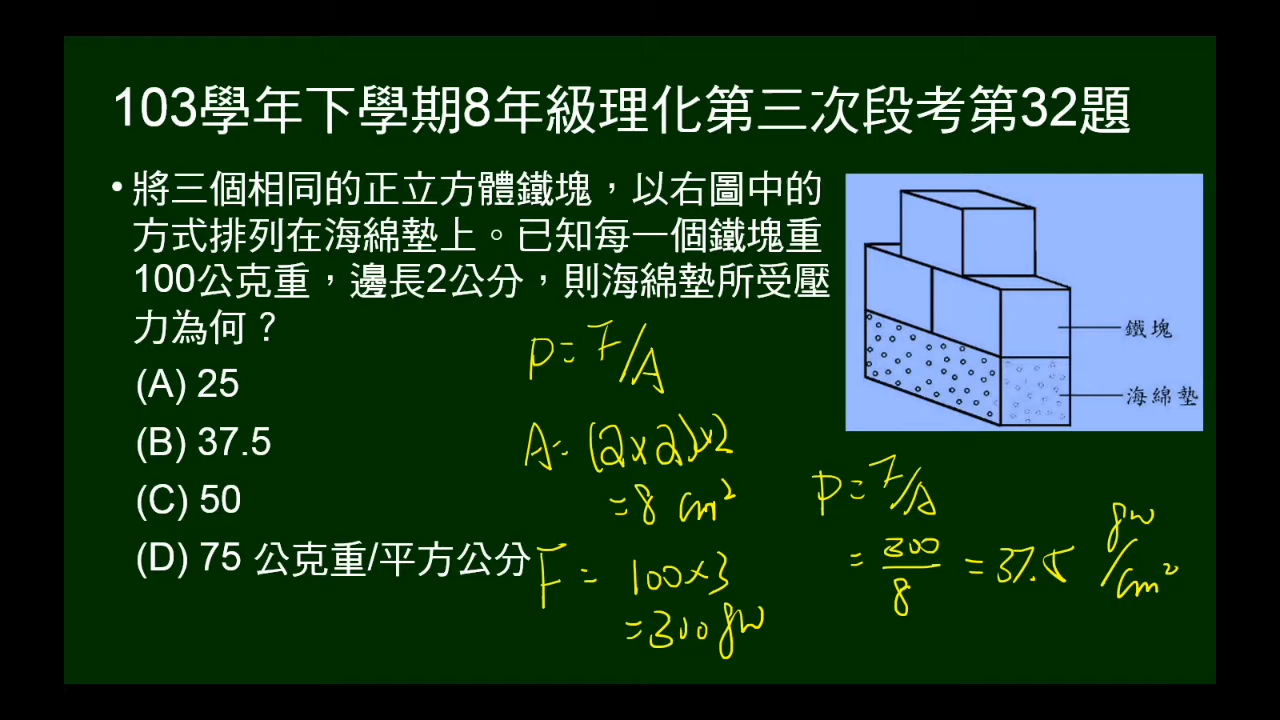 103學年下學期8年級理化第三次段考第32題
•將三個相同的正立方體鐵塊，以右圖中的
方式排列在海綿墊上。已知每一個鐵塊重
100公克重，邊長2公分，則海綿墊所受壓
力為何？
(A) 25
(B) 37.5
(C) 50
(D) 75 公克重/平方公分
鐵塊
海綿墊
P = F/A
A = (2×2)×2
= 8 cm²
F = 100×3
= 300 gw
P = F/A
= 300/8 = 37.5 gw/cm²